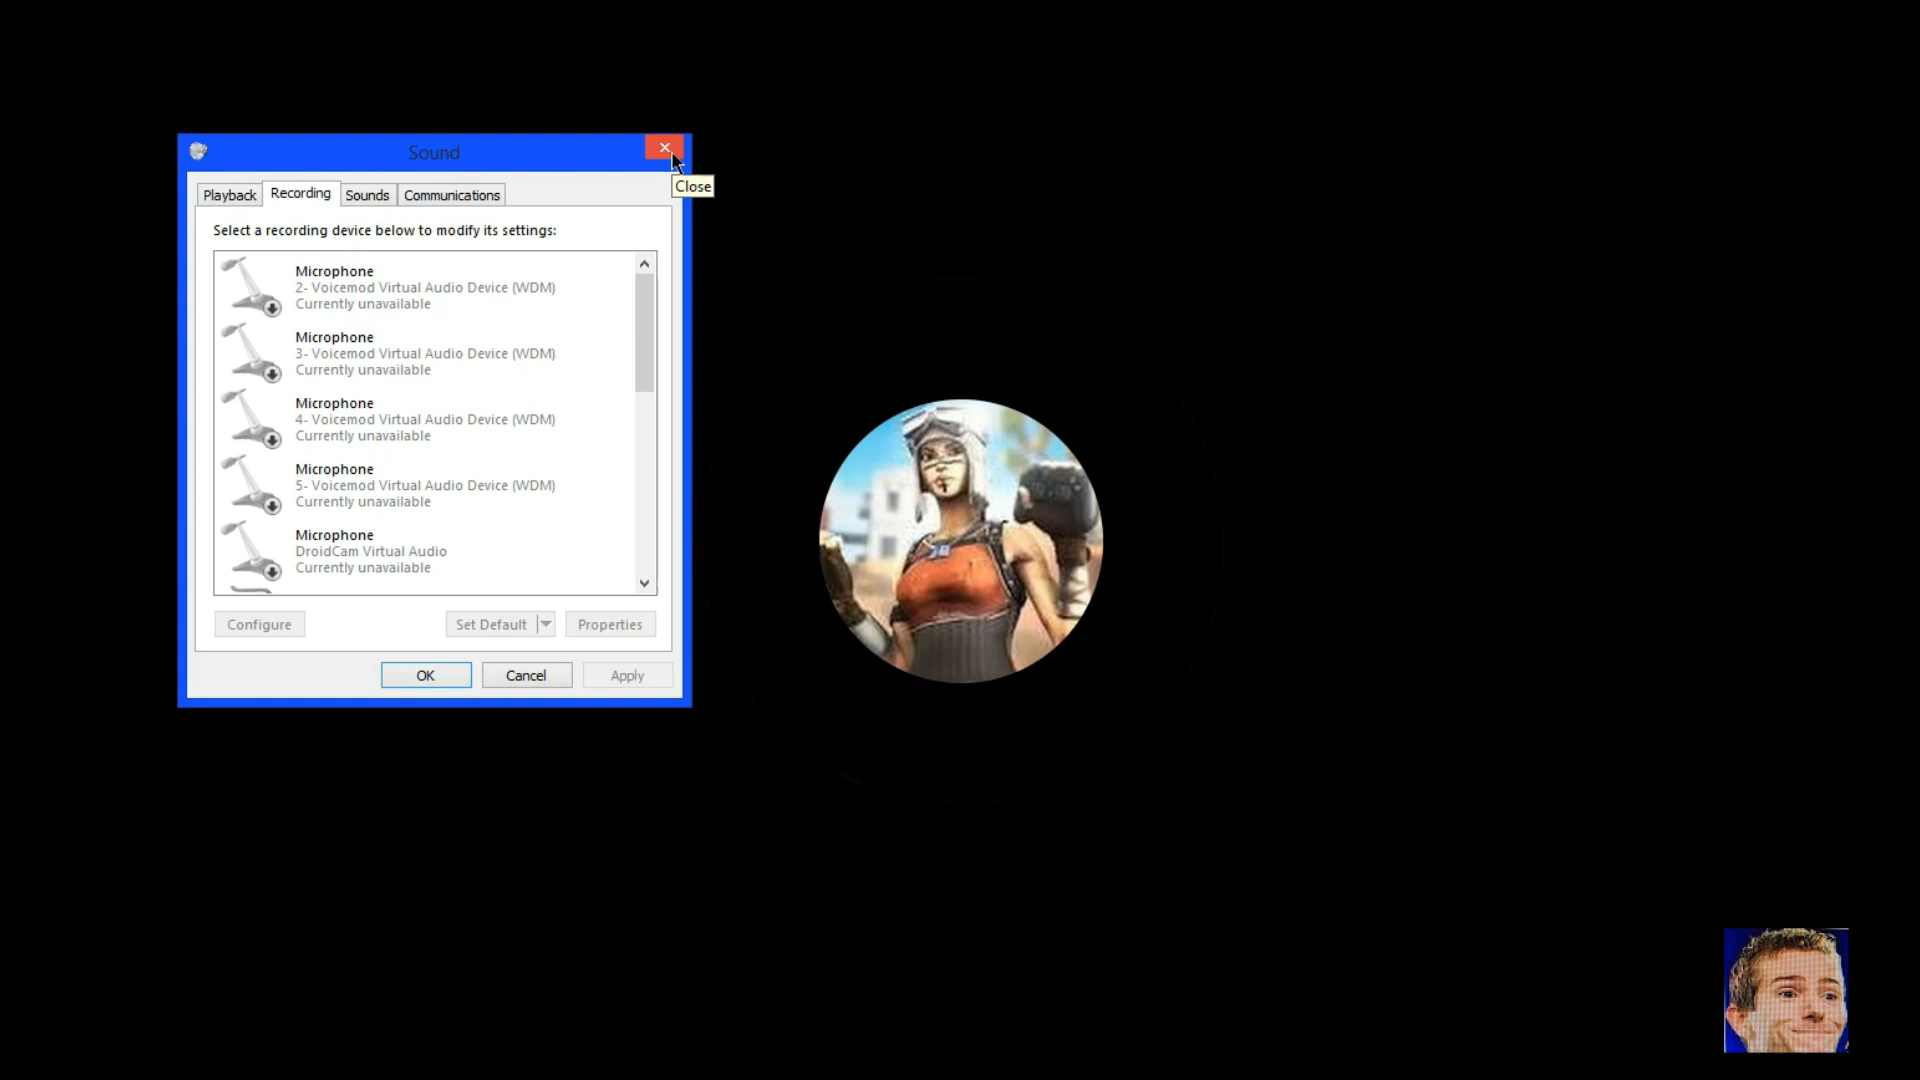 Sound
Close
Playback Recording Sounds Communications
Select a recording device below to modify its settings:
Microphone
2- Voicemod Virtual Audio Device (WDM)
Currently unavailable
Microphone
3- Voicemod Virtual Audio Device (WDM)
Currently unavailable
Microphone
4- Voicemod Virtual Audio Device (WDM)
Currently unavailable
Microphone
5- Voicemod Virtual Audio Device (WDM)
Currently unavailable
Microphone
DroidCam Virtual Audio
Currently unavailable
Configure Set Default Properties
OK Cancel Apply